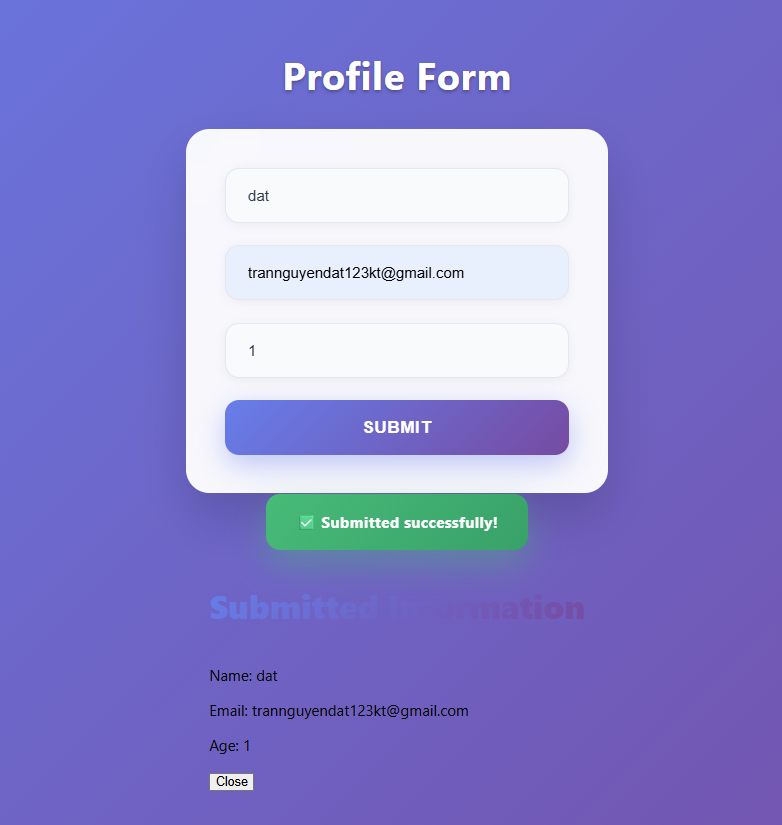 Profile Form
dat
trannguyendat123kt@gmail.com
1
SUBMIT
✅ Submitted successfully!
Submitted Information
Name: dat
Email: trannguyendat123kt@gmail.com
Age: 1
Close